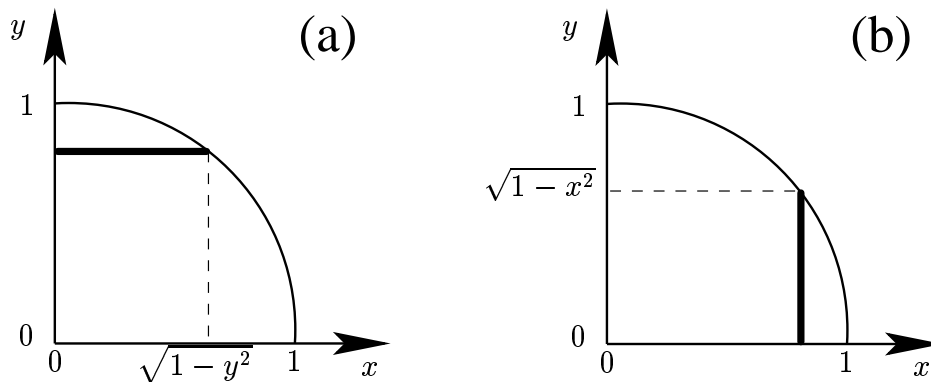 y (a)
1
0
0 √1 − y² 1 x
y (b)
1
√1 − x²
0
0 1 x